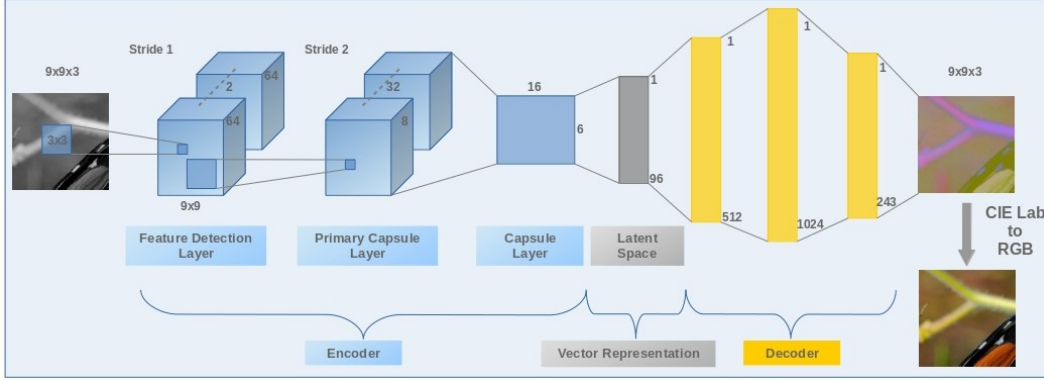 Stride 1
Stride 2
9x9x3
3x3
2
64
64
9x9
32
8
16
6
1
96
1
512
1
1024
1
243
9x9x3
CIE Lab
to
RGB
Feature Detection
Layer
Primary Capsule
Layer
Capsule
Layer
Latent
Space
Encoder
Vector Representation
Decoder